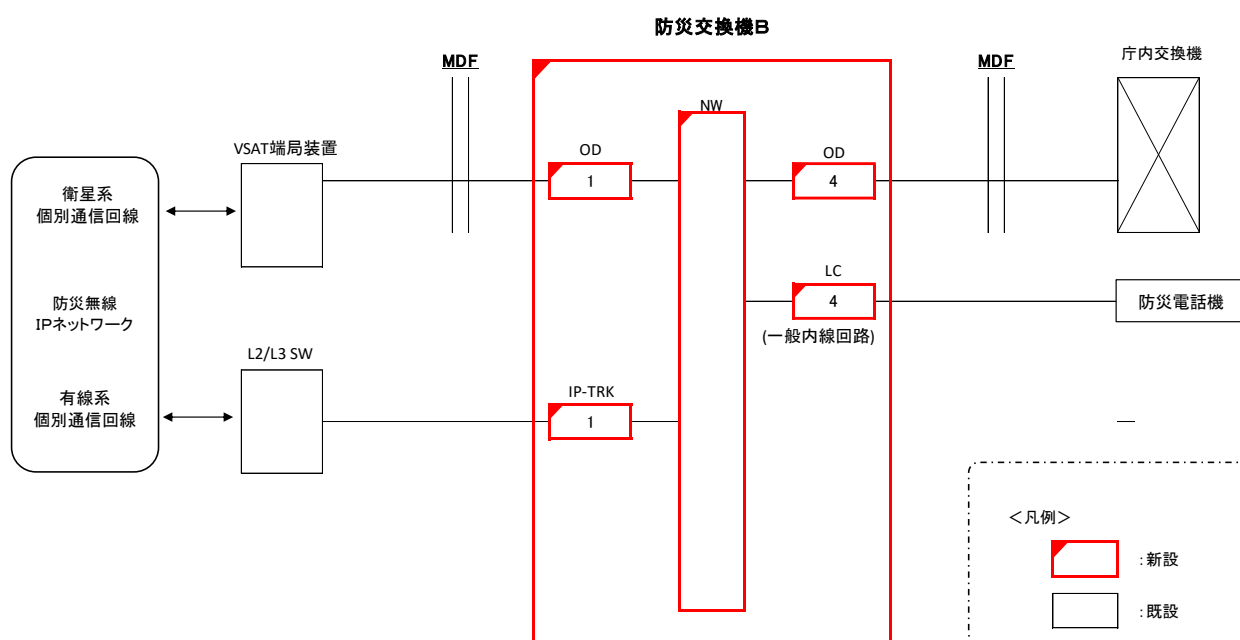 防災交換機B
MDF
MDF
庁内交換機
NW
VSAT端局装置
OD
OD
1
4
衛星系
個別通信回線
LC
4
防災電話機
防災無線
IPネットワーク
(一般内線回路)
L2/L3 SW
IP-TRK
有線系
個別通信回線
1
＜凡例＞
：新設
：既設